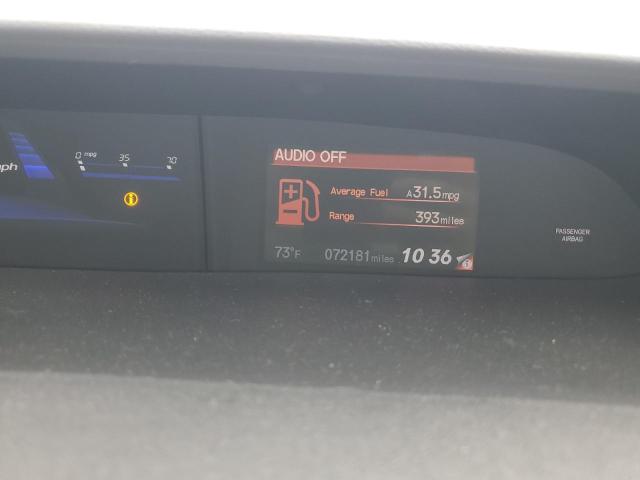 AUDIO OFF
mph 0 mpg 35 70
Average Fuel A31.5mpg
Range 393miles
PASSENGER
AIRBAG
73°F 072181miles 10 36